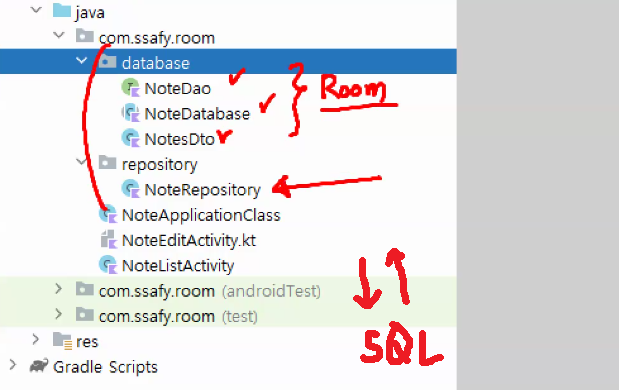 java
com.ssafy.room
database
NoteDao
NoteDatabase
NotesDto
Room
repository
NoteRepository
NoteApplicationClass
NoteEditActivity.kt
NoteListActivity
com.ssafy.room (androidTest)
com.ssafy.room (test)
SQL
res
Gradle Scripts